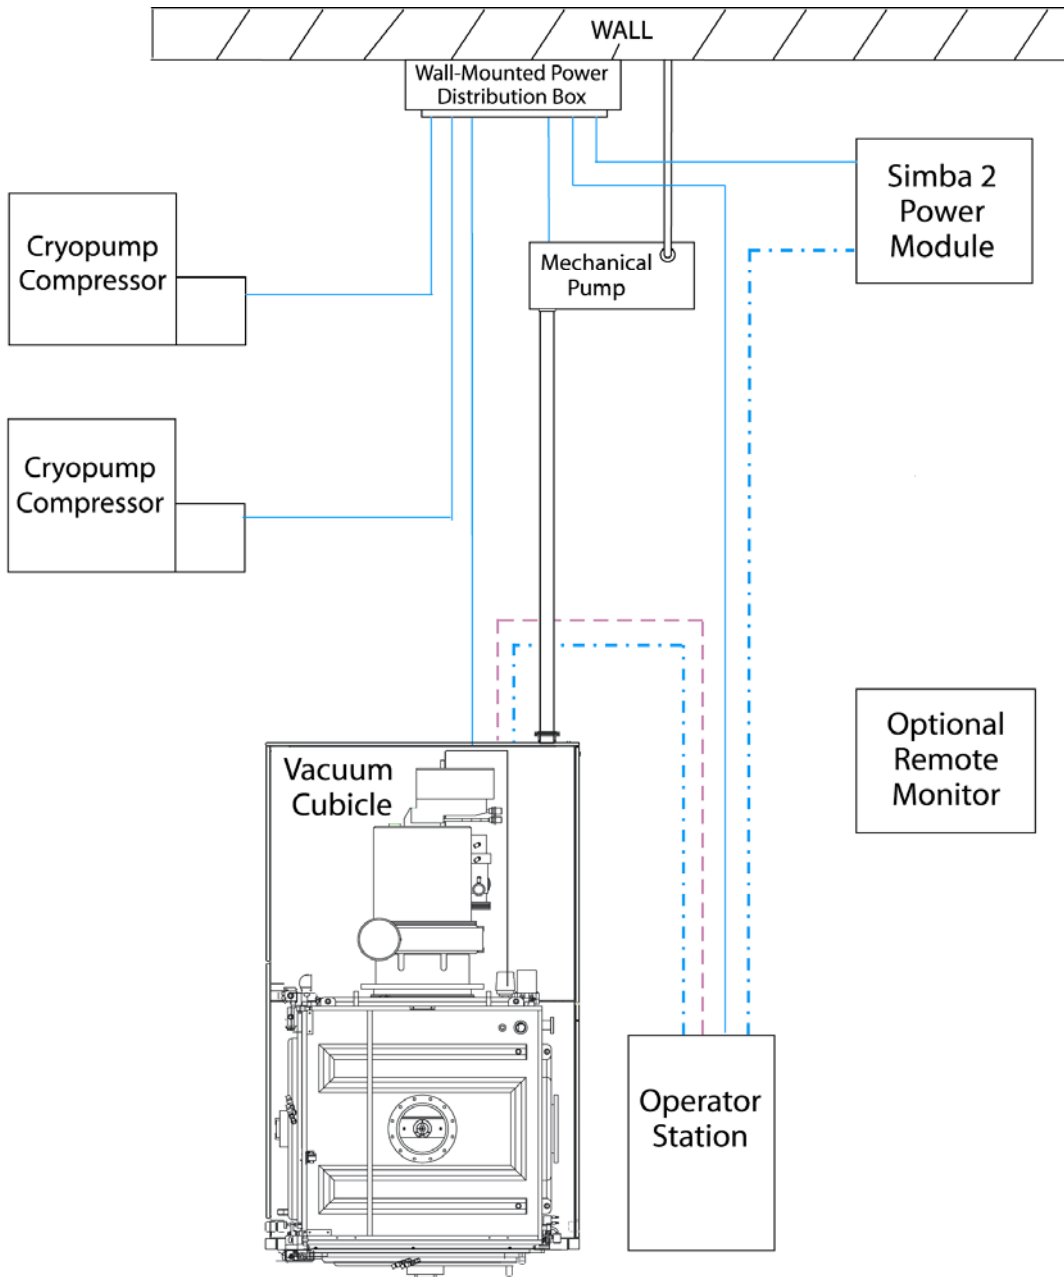 WALL
Wall-Mounted Power
Distribution Box
Simba 2
Power
Module
Cryopump
Compressor
Mechanical
Pump
Cryopump
Compressor
Optional
Remote
Monitor
Vacuum
Cubicle
Operator
Station